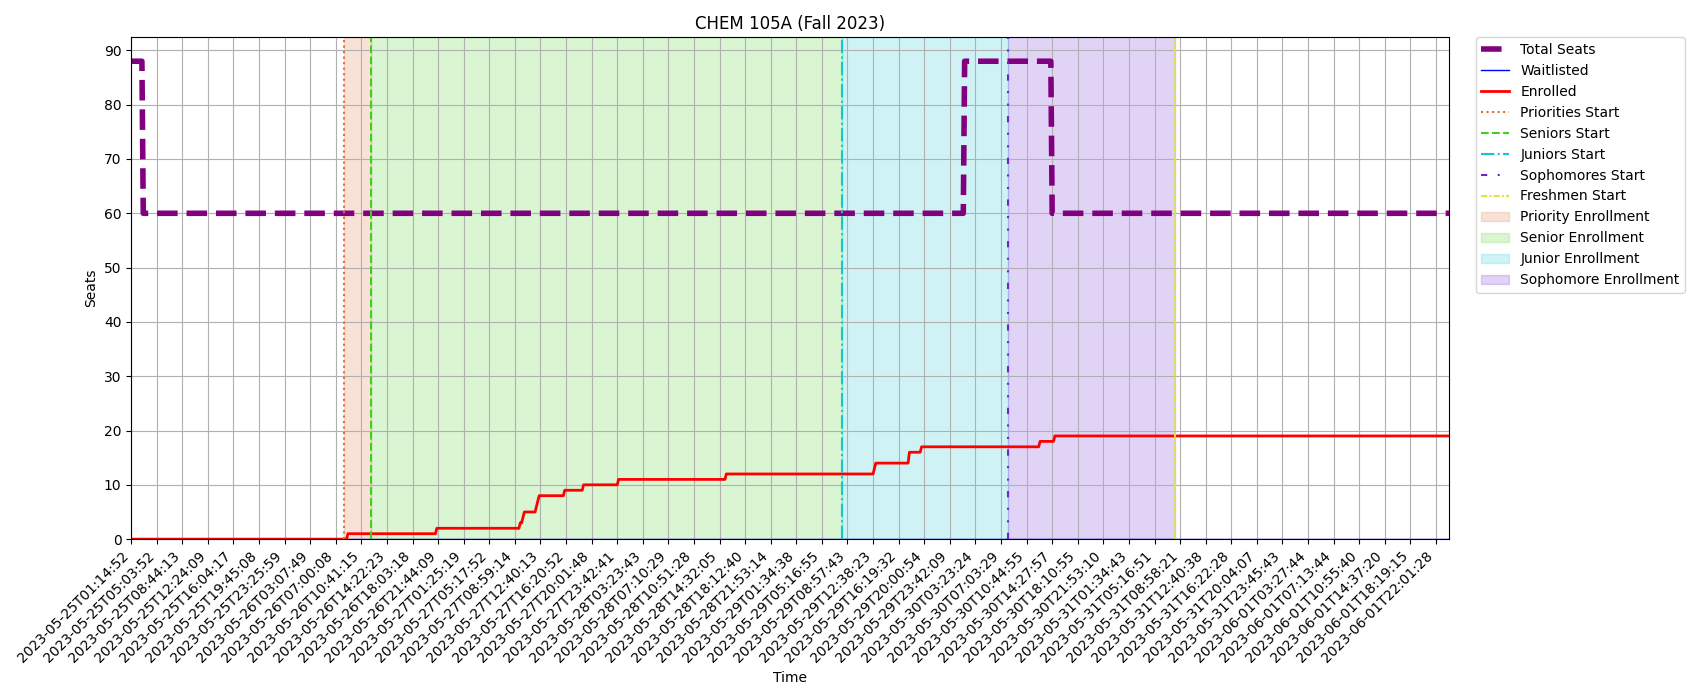 CHEM 105A (Fall 2023)
Seats
90
80
70
60
50
40
30
20
10
0
2023-05-25T01:14:52
2023-05-25T05:03:52
2023-05-25T08:44:13
2023-05-25T12:24:09
2023-05-25T16:04:17
2023-05-25T19:45:08
2023-05-25T23:25:59
2023-05-26T03:07:49
2023-05-26T07:00:08
2023-05-26T10:41:15
2023-05-26T14:22:23
2023-05-26T18:03:18
2023-05-26T21:44:09
2023-05-27T01:25:19
2023-05-27T05:17:52
2023-05-27T08:59:14
2023-05-27T12:40:13
2023-05-27T16:20:52
2023-05-27T20:01:48
2023-05-27T23:42:41
2023-05-28T03:23:43
2023-05-28T07:10:29
2023-05-28T10:51:28
2023-05-28T14:32:05
2023-05-28T18:12:40
2023-05-28T21:53:14
2023-05-29T01:34:38
2023-05-29T05:16:55
2023-05-29T08:57:43
2023-05-29T12:38:23
2023-05-29T16:19:32
2023-05-29T20:00:54
2023-05-29T23:42:09
2023-05-30T03:23:24
2023-05-30T07:03:29
2023-05-30T10:44:55
2023-05-30T14:27:57
2023-05-30T18:10:55
2023-05-30T21:53:10
2023-05-31T01:34:43
2023-05-31T05:16:51
2023-05-31T08:58:21
2023-05-31T12:40:38
2023-05-31T16:22:28
2023-05-31T20:04:07
2023-05-31T23:45:43
2023-06-01T03:27:44
2023-06-01T07:13:44
2023-06-01T10:55:40
2023-06-01T14:37:20
2023-06-01T18:19:15
2023-06-01T22:01:28
Time
Total Seats
Waitlisted
Enrolled
Priorities Start
Seniors Start
Juniors Start
Sophomores Start
Freshmen Start
Priority Enrollment
Senior Enrollment
Junior Enrollment
Sophomore Enrollment